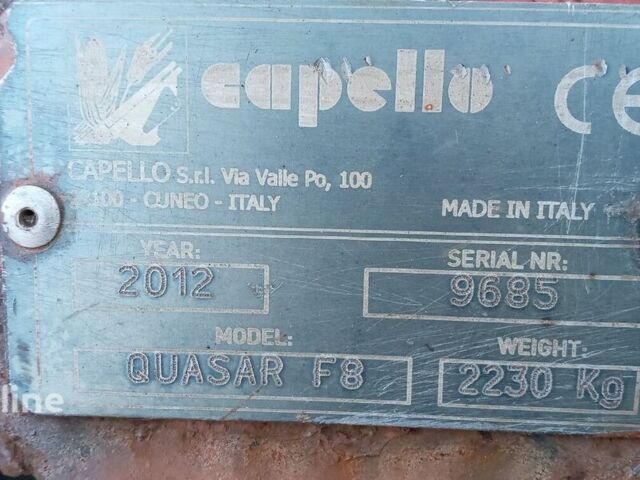 capello CE
CAPELLO S.r.l. Via Valle Po, 100
100 - CUNEO - ITALY
MADE IN ITALY
YEAR:
2012
SERIAL NR:
9685
MODEL:
QUASAR F8
WEIGHT:
2230 Kg
line